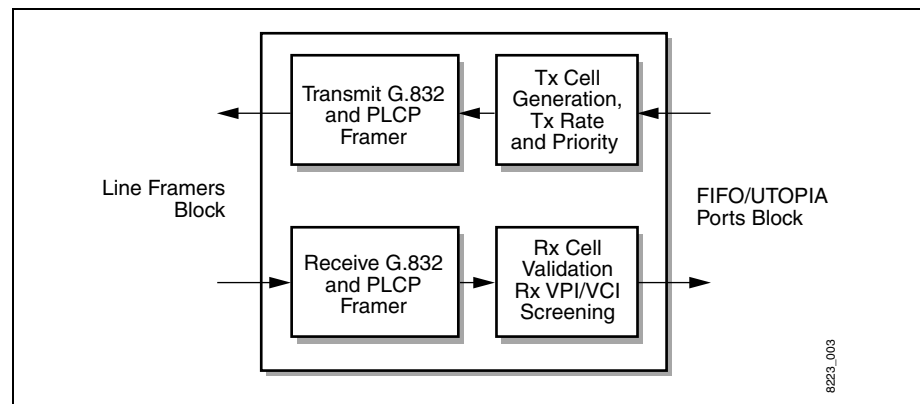 Transmit G.832
and PLCP
Framer
Tx Cell
Generation,
Tx Rate
and Priority
Line Framers
Block
FIFO/UTOPIA
Ports Block
Receive G.832
and PLCP
Framer
Rx Cell
Validation
Rx VPI/VCI
Screening
8223_003